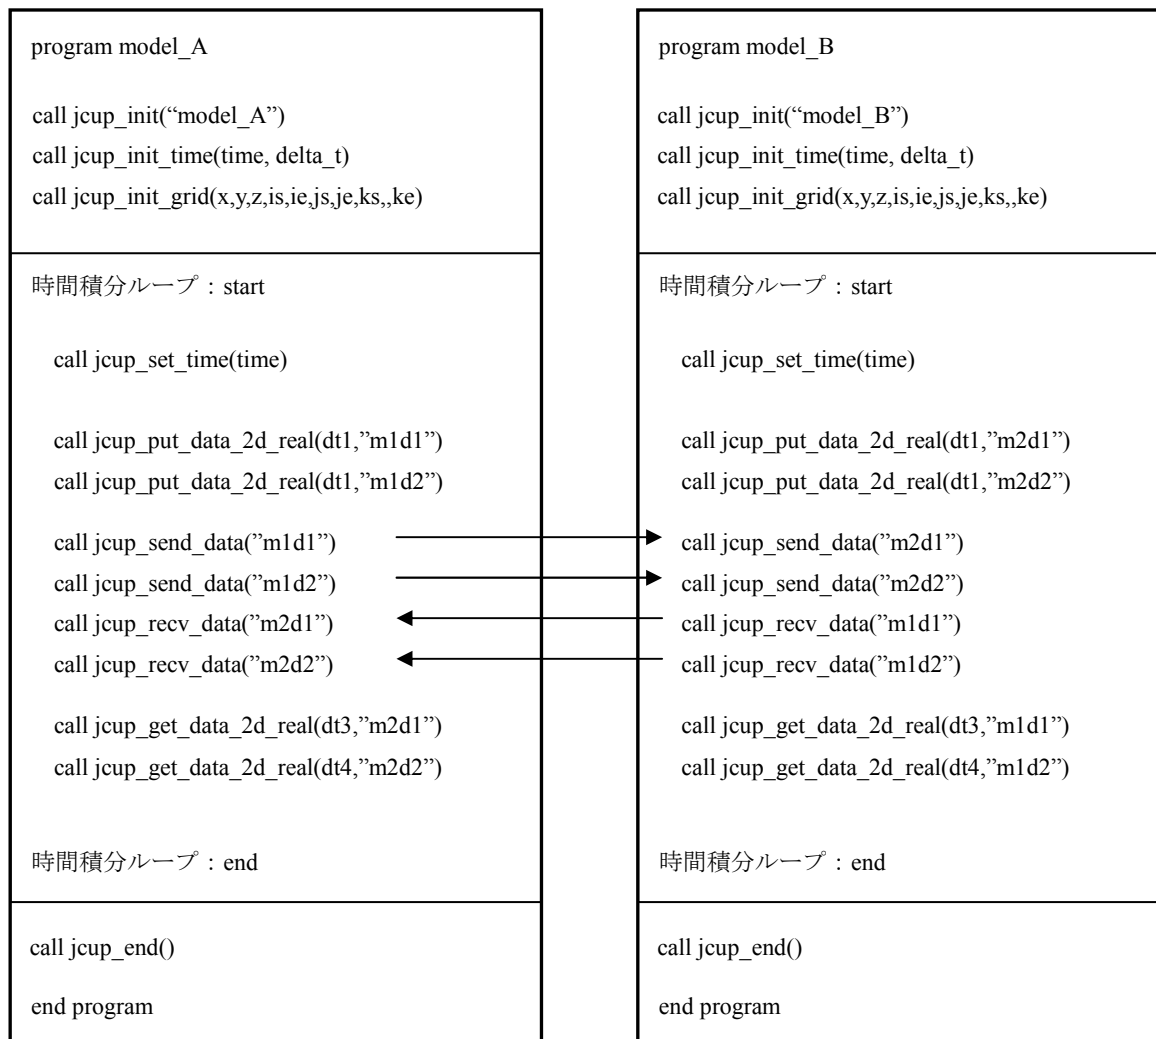 program model_A
call jcup_init(“model_A”)
call jcup_init_time(time, delta_t)
call jcup_init_grid(x,y,z,is,ie,js,je,ks,,ke)
時間積分ループ：start
call jcup_set_time(time)
call jcup_put_data_2d_real(dt1,”m1d1”)
call jcup_put_data_2d_real(dt1,”m1d2”)
call jcup_send_data(”m1d1”)
call jcup_send_data(”m1d2”)
call jcup_recv_data(”m2d1”)
call jcup_recv_data(”m2d2”)
call jcup_get_data_2d_real(dt3,”m2d1”)
call jcup_get_data_2d_real(dt4,”m2d2”)
時間積分ループ：end
call jcup_end()
end program
program model_B
call jcup_init(“model_B”)
call jcup_init_time(time, delta_t)
call jcup_init_grid(x,y,z,is,ie,js,je,ks,,ke)
時間積分ループ：start
call jcup_set_time(time)
call jcup_put_data_2d_real(dt1,”m2d1”)
call jcup_put_data_2d_real(dt1,”m2d2”)
call jcup_send_data(”m2d1”)
call jcup_send_data(”m2d2”)
call jcup_recv_data(”m1d1”)
call jcup_recv_data(”m1d2”)
call jcup_get_data_2d_real(dt3,”m1d1”)
call jcup_get_data_2d_real(dt4,”m1d2”)
時間積分ループ：end
call jcup_end()
end program